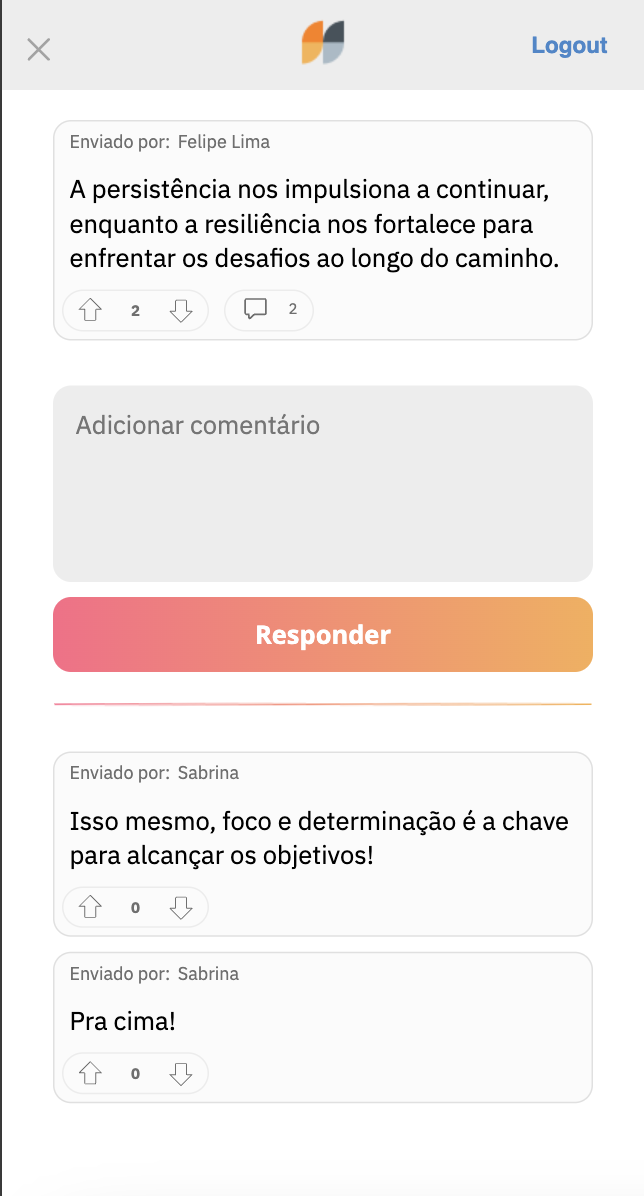 Logout
Enviado por: Felipe Lima
A persistência nos impulsiona a continuar,
enquanto a resiliência nos fortalece para
enfrentar os desafios ao longo do caminho.
2 2
Adicionar comentário
Responder
Enviado por: Sabrina
Isso mesmo, foco e determinação é a chave
para alcançar os objetivos!
0
Enviado por: Sabrina
Pra cima!
0